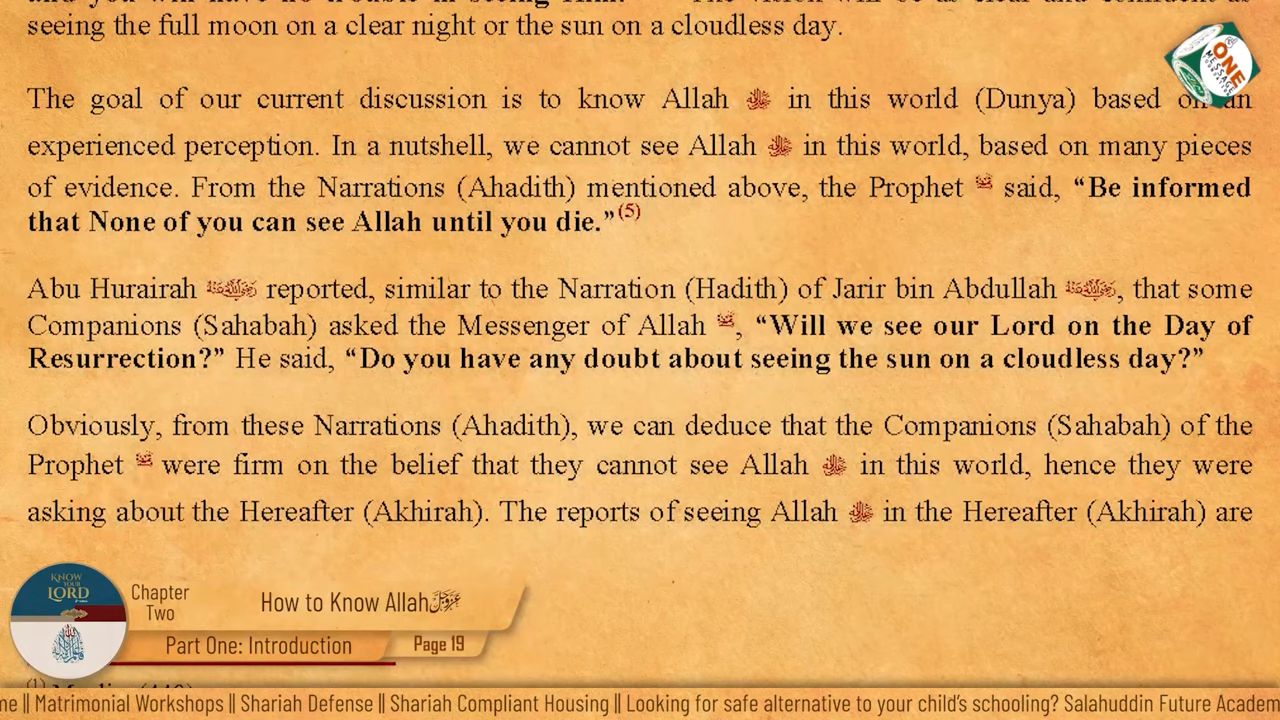 seeing the full moon on a clear night or the sun on a cloudless day.
The goal of our current discussion is to know Allah ﷻ in this world (Dunya) based on an
experienced perception. In a nutshell, we cannot see Allah ﷻ in this world, based on many pieces
of evidence. From the Narrations (Ahadith) mentioned above, the Prophet ﷺ said, “Be informed
that None of you can see Allah until you die.”(5)
Abu Hurairah reported, similar to the Narration (Hadith) of Jarir bin Abdullah , that some
Companions (Sahabah) asked the Messenger of Allah ﷺ, “Will we see our Lord on the Day of
Resurrection?” He said, “Do you have any doubt about seeing the sun on a cloudless day?”
Obviously, from these Narrations (Ahadith), we can deduce that the Companions (Sahabah) of the
Prophet ﷺ were firm on the belief that they cannot see Allah ﷻ in this world, hence they were
asking about the Hereafter (Akhirah). The reports of seeing Allah ﷻ in the Hereafter (Akhirah) are
ONE
MESSAGE
KNOW
YOUR
LORD
Chapter
Two
How to Know Allah عزوجل
Part One: Introduction
Page 19
me || Matrimonial Workshops || Shariah Defense || Shariah Compliant Housing || Looking for safe alternative to your child's schooling? Salahuddin Future Academ